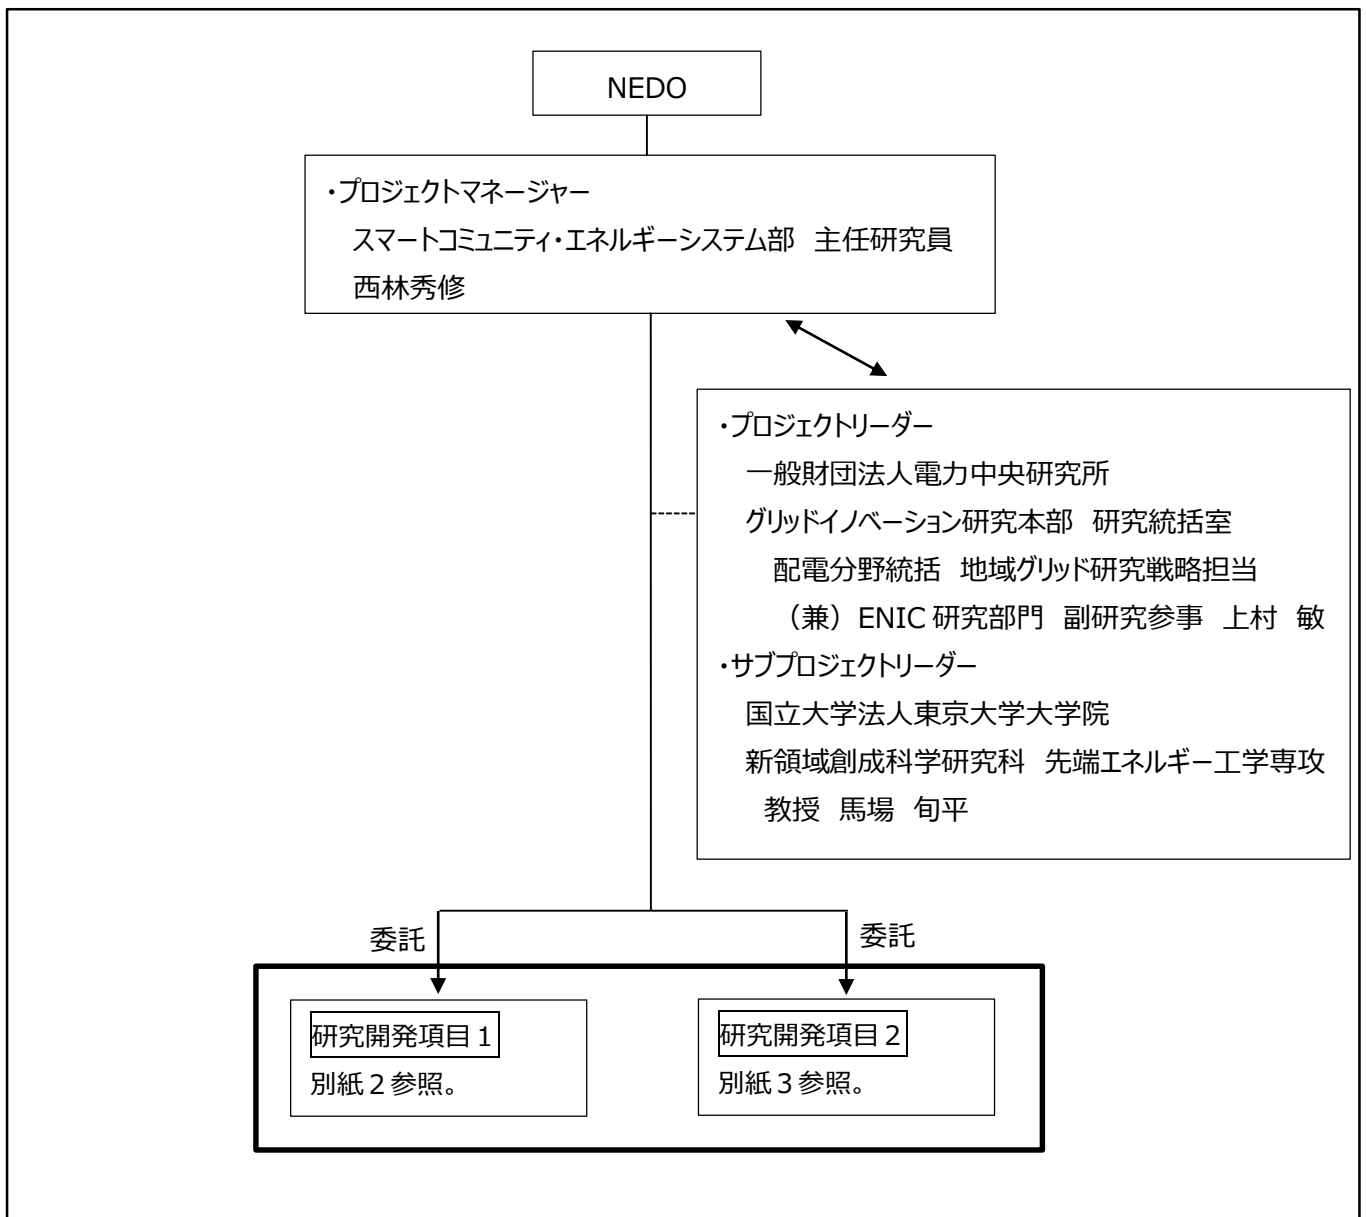 NEDO
・プロジェクトマネージャー
スマートコミュニティ・エネルギーシステム部　主任研究員
西林秀修
・プロジェクトリーダー
一般財団法人電力中央研究所
グリッドイノベーション研究本部　研究統括室
配電分野統括　地域グリッド研究戦略担当
（兼）ENIC 研究部門　副研究参事　上村　敏
・サブプロジェクトリーダー
国立大学法人東京大学大学院
新領域創成科学研究科　先端エネルギー工学専攻
教授　馬場　旬平
委託
委託
研究開発項目１
別紙２参照。
研究開発項目２
別紙３参照。